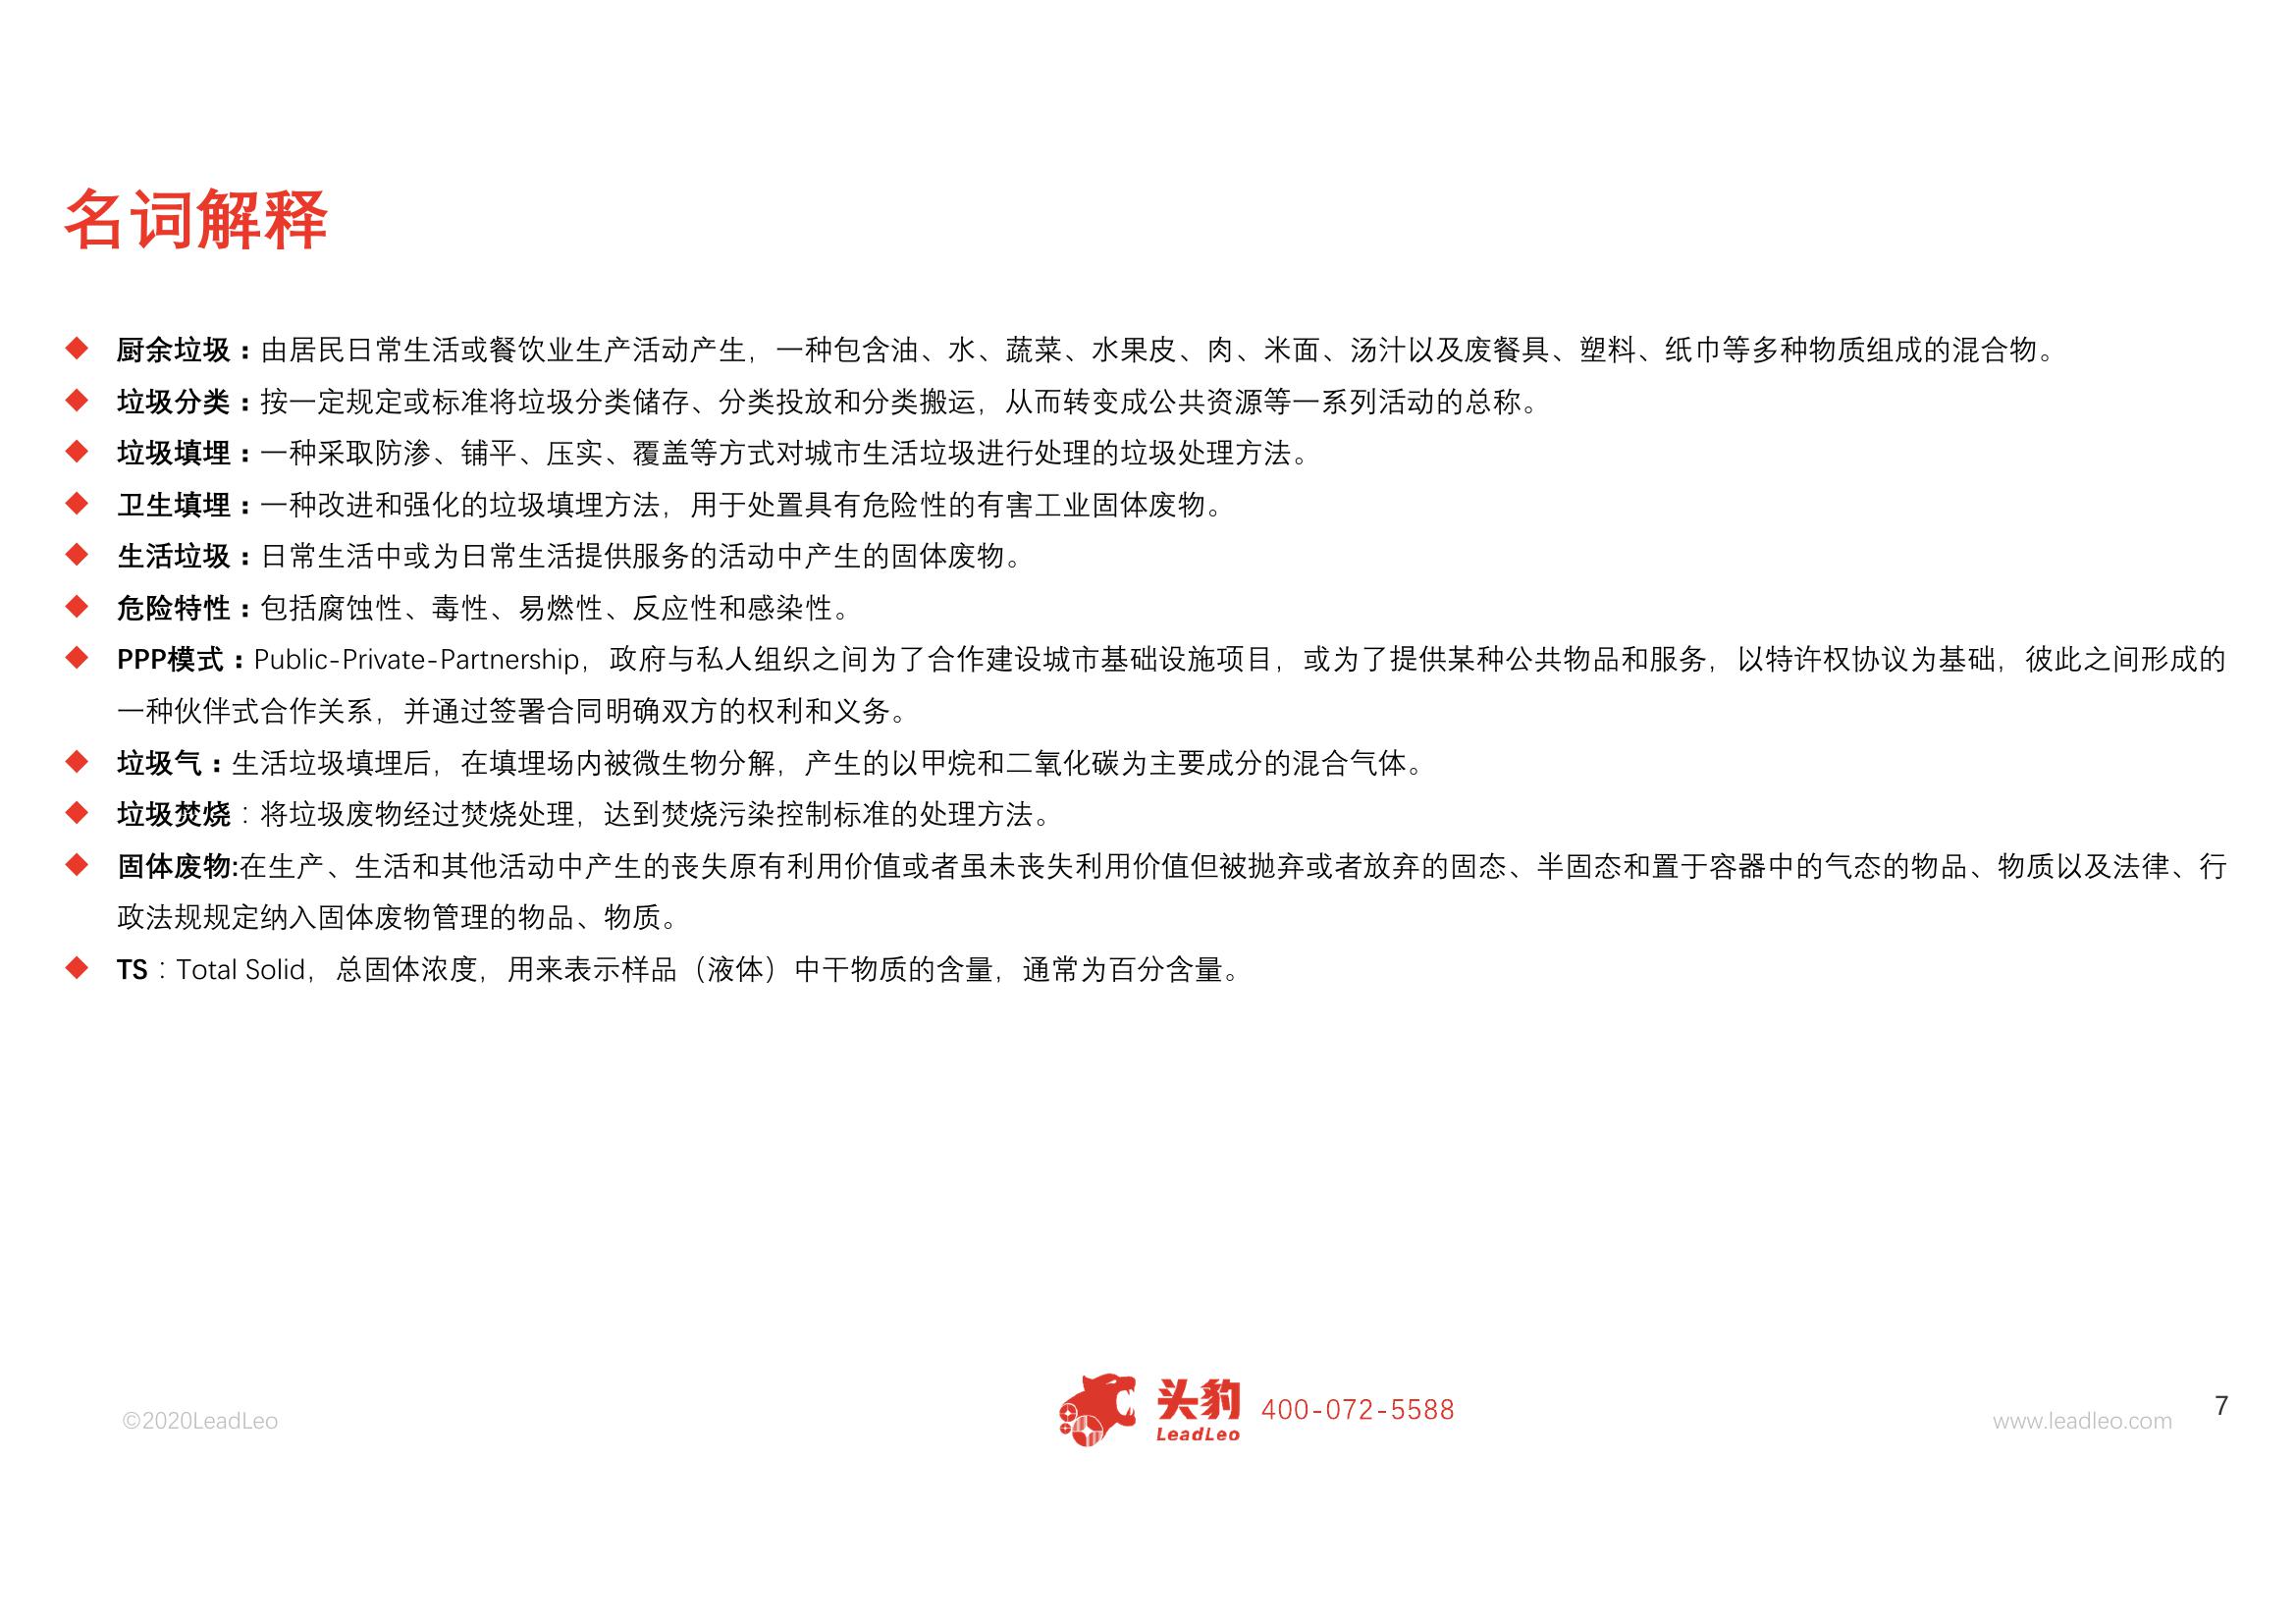 名词解释
厨余垃圾：由居民日常生活或餐饮业生产活动产生，一种包含油、水、蔬菜、水果皮、肉、米面、汤汁以及废餐具、塑料、纸巾等多种物质组成的混合物。
垃圾分类：按一定规定或标准将垃圾分类储存、分类投放和分类搬运，从而转变成公共资源等一系列活动的总称。
垃圾填埋：一种采取防渗、铺平、压实、覆盖等方式对城市生活垃圾进行处理的垃圾处理方法。
卫生填埋：一种改进和强化的垃圾填埋方法，用于处置具有危险性的有害工业固体废物。
生活垃圾：日常生活中或为日常生活提供服务的活动中产生的固体废物。
危险特性：包括腐蚀性、毒性、易燃性、反应性和感染性。
PPP模式：Public-Private-Partnership，政府与私人组织之间为了合作建设城市基础设施项目，或为了提供某种公共物品和服务，以特许权协议为基础，彼此之间形成的
一种伙伴式合作关系，并通过签署合同明确双方的权利和义务。
垃圾气：生活垃圾填埋后，在填埋场内被微生物分解，产生的以甲烷和二氧化碳为主要成分的混合气体。
垃圾焚烧：将垃圾废物经过焚烧处理，达到焚烧污染控制标准的处理方法。
固体废物:在生产、生活和其他活动中产生的丧失原有利用价值或者虽未丧失利用价值但被抛弃或者放弃的固态、半固态和置于容器中的气态的物品、物质以及法律、行
政法规规定纳入固体废物管理的物品、物质。
TS：Total Solid，总固体浓度，用来表示样品（液体）中干物质的含量，通常为百分含量。
©2020LeadLeo
头豹
LeadLeo
400-072-5588
www.leadleo.com
7